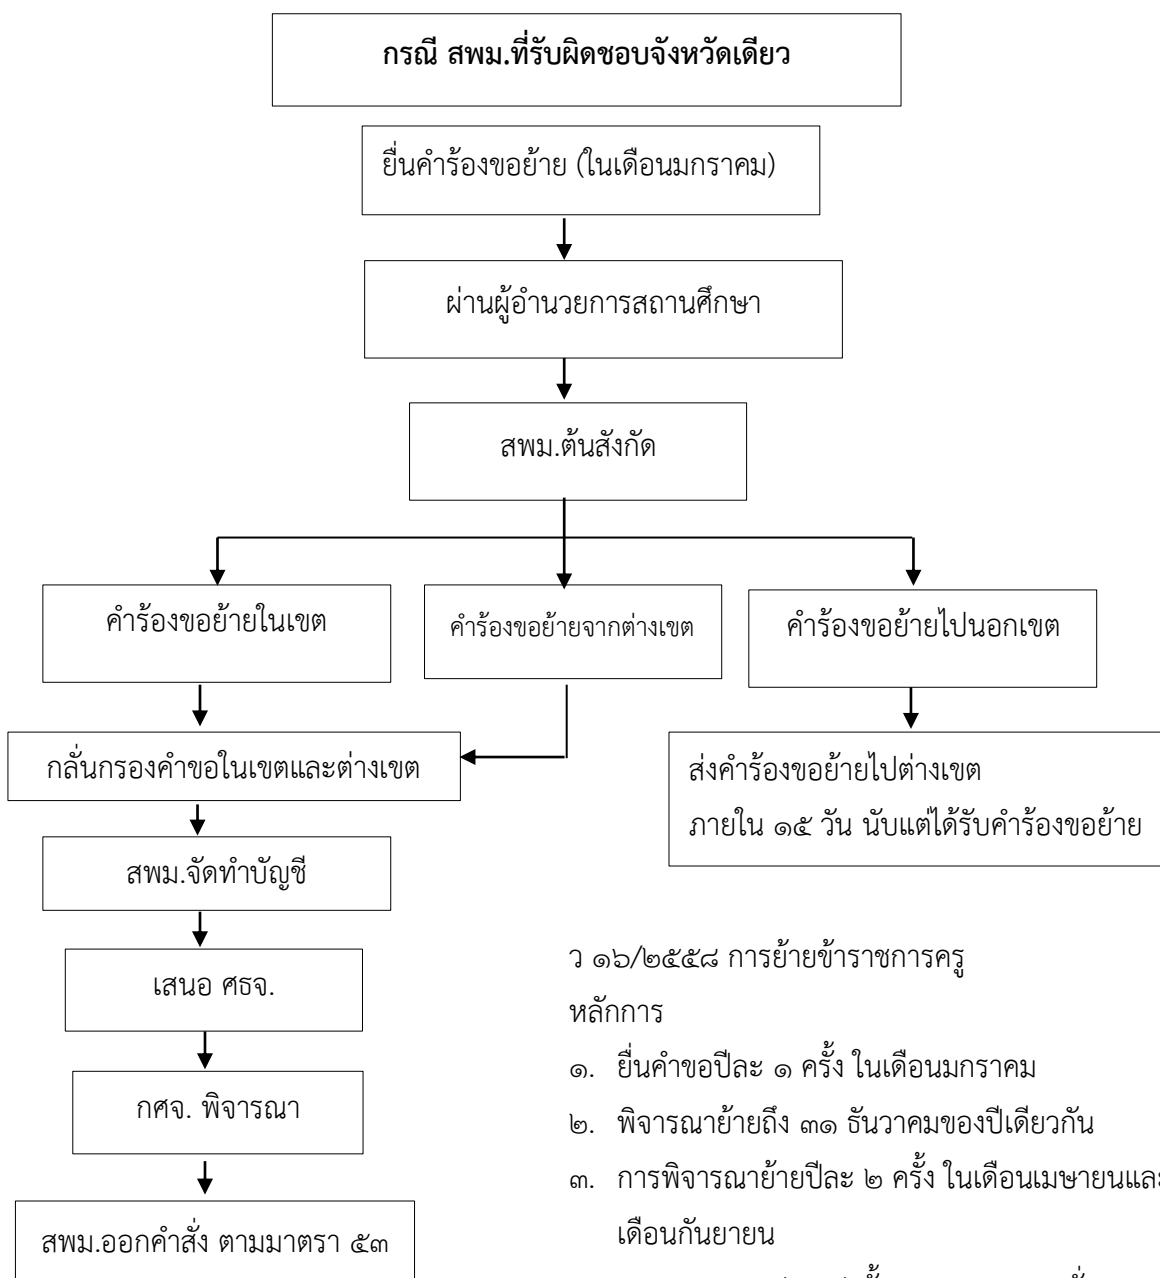 กรณี สพม.ที่รับผิดชอบจังหวัดเดียว
ยื่นคำร้องขอย้าย (ในเดือนมกราคม)
ผ่านผู้อำนวยการสถานศึกษา
สพม.ต้นสังกัด
คำร้องขอย้ายในเขต
คำร้องขอย้ายจากต่างเขต
คำร้องขอย้ายไปนอกเขต
กลั่นกรองคำขอในเขตและต่างเขต
ส่งคำร้องขอย้ายไปต่างเขต
ภายใน ๑๕ วัน นับแต่ได้รับคำร้องขอย้าย
สพม.จัดทำบัญชี
เสนอ ศธจ.
กศจ. พิจารณา
สพม.ออกคำสั่ง ตามมาตรา ๕๓
ว ๑๖/๒๕๕๘ การย้ายข้าราชการครู
หลักการ
๑. ยื่นคำขอปีละ ๑ ครั้ง ในเดือนมกราคม
๒. พิจารณาย้ายถึง ๓๑ ธันวาคมของปีเดียวกัน
๓. การพิจารณาย้ายปีละ ๒ ครั้ง ในเดือนเมษายนและ
เดือนกันยายน